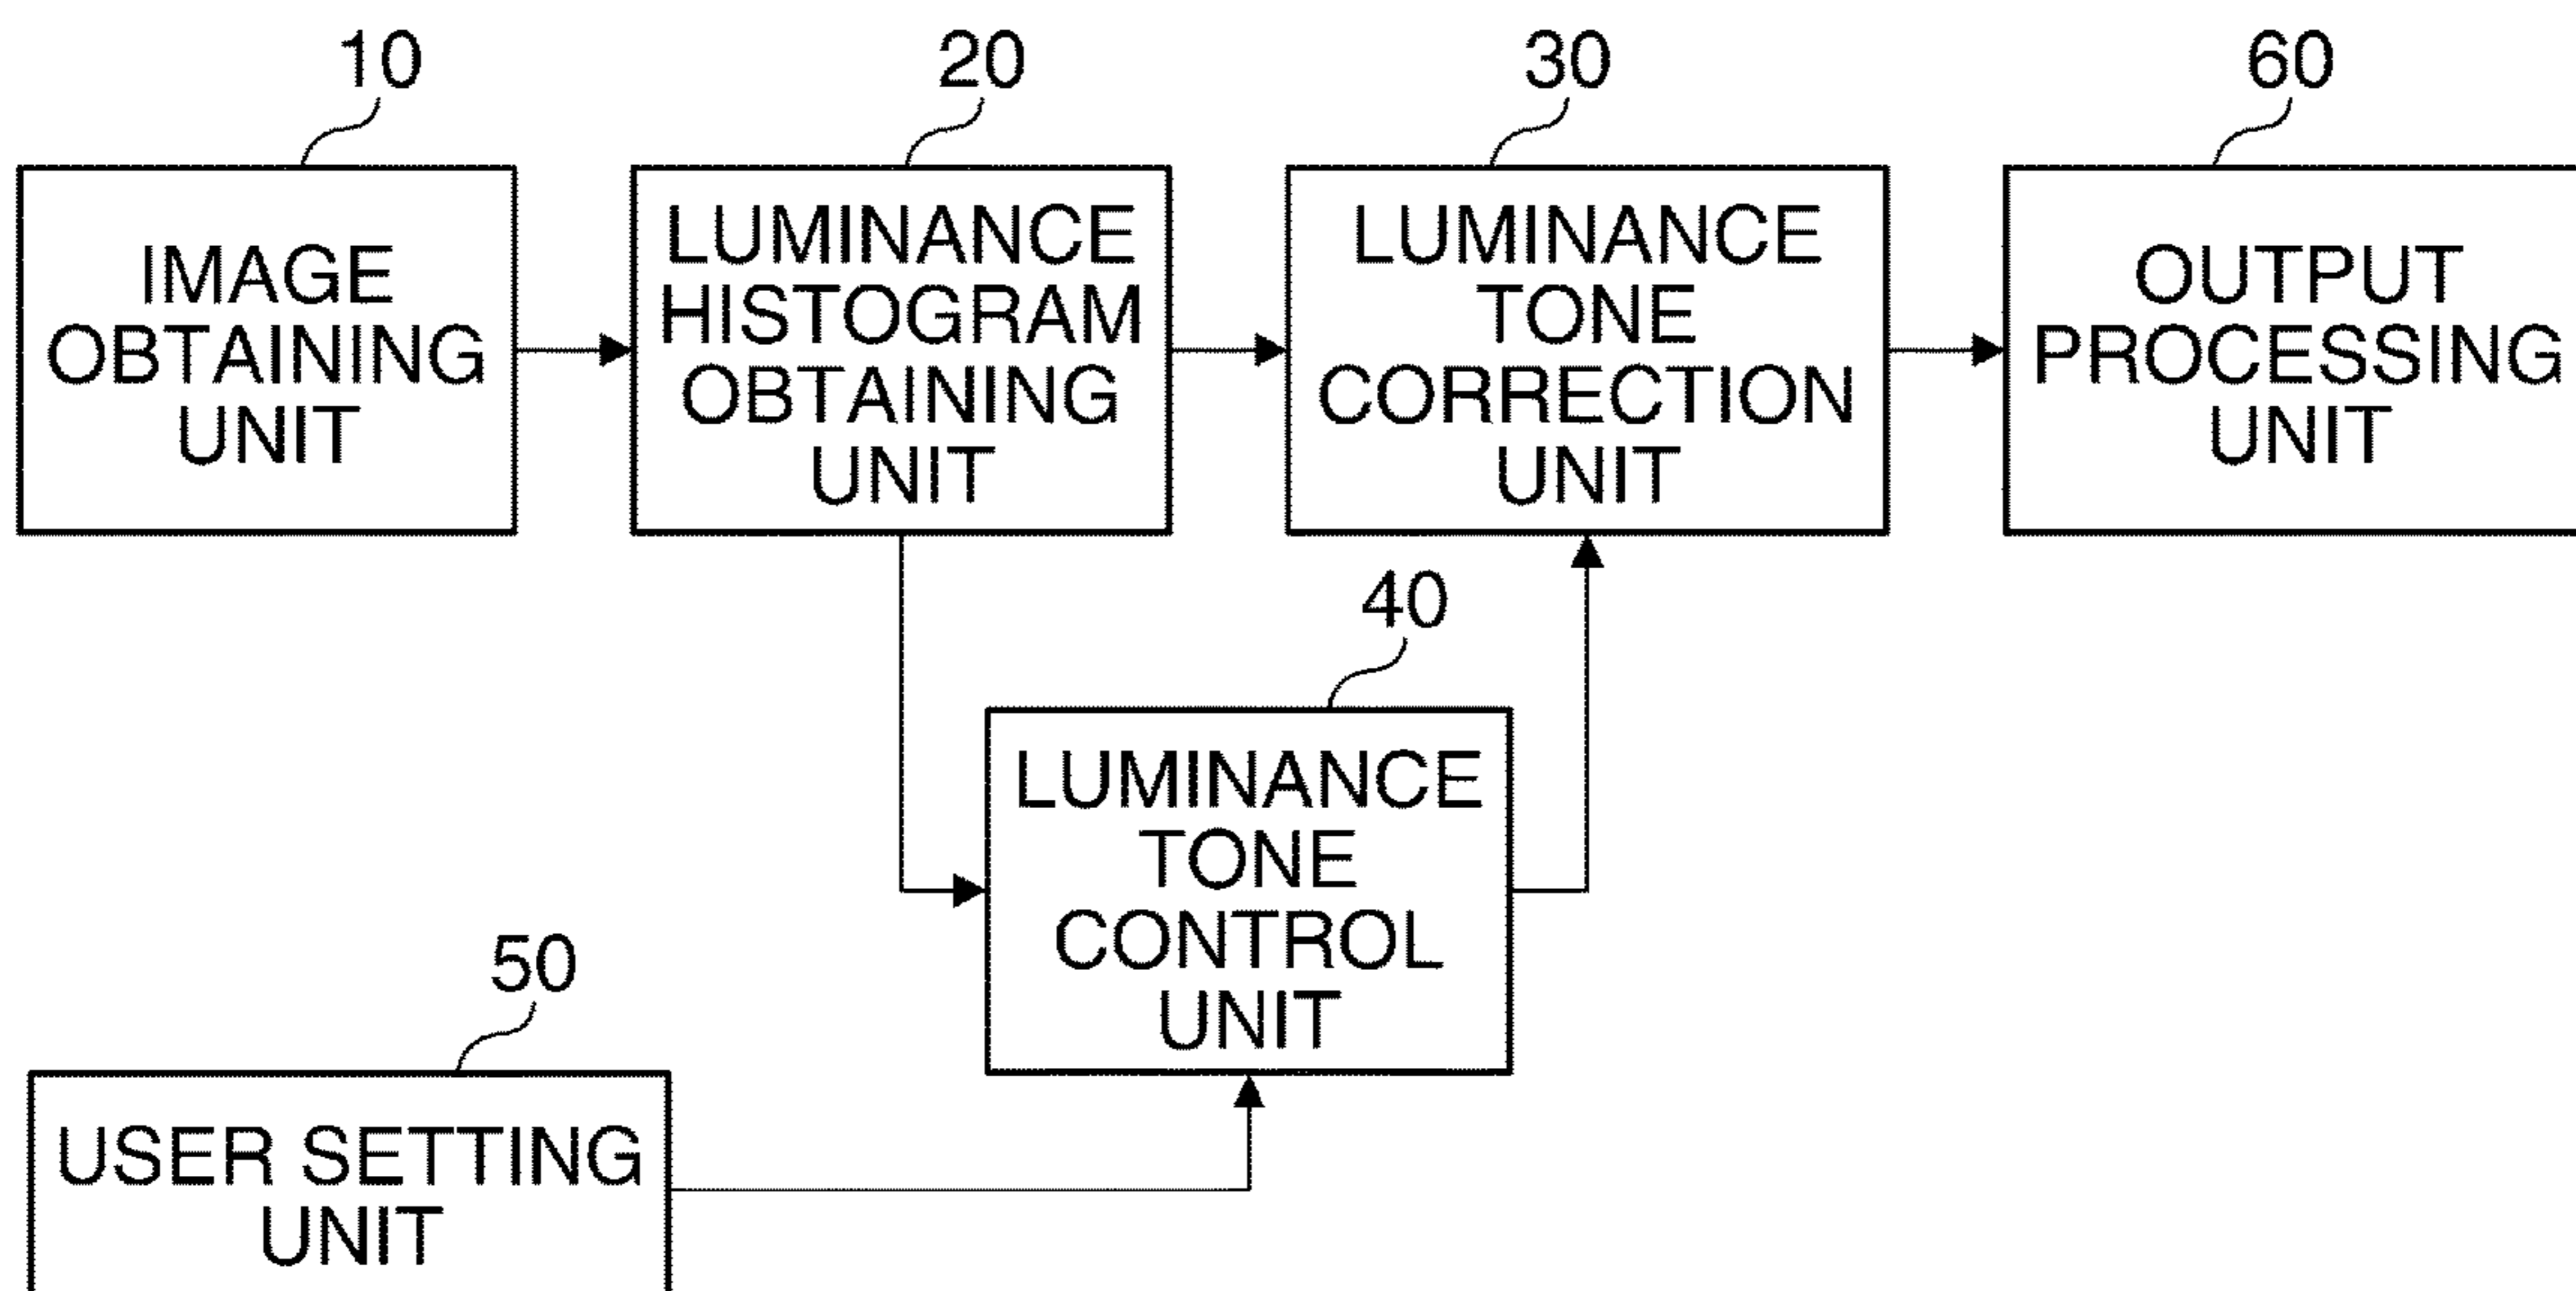 10
IMAGE
OBTAINING
UNIT
20
LUMINANCE
HISTOGRAM
OBTAINING
UNIT
30
LUMINANCE
TONE
CORRECTION
UNIT
60
OUTPUT
PROCESSING
UNIT
40
LUMINANCE
TONE
CONTROL
UNIT
50
USER SETTING
UNIT